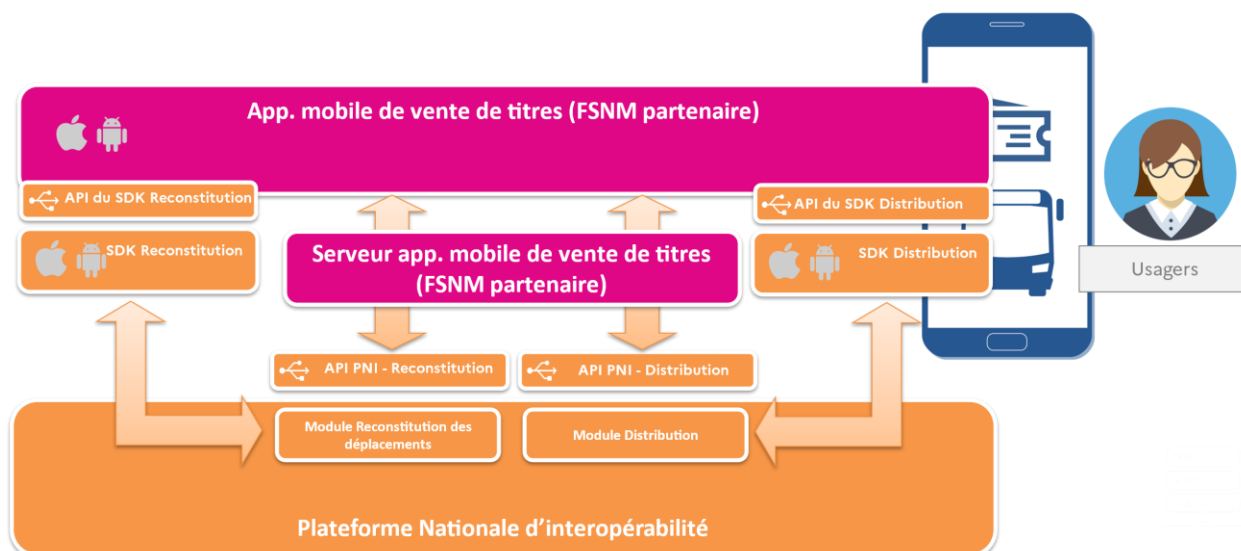 App. mobile de vente de titres (FSNM partenaire)
API du SDK Reconstitution
API du SDK Distribution
SDK Reconstitution
Serveur app. mobile de vente de titres
(FSNM partenaire)
SDK Distribution
Usagers
API PNI - Reconstitution
API PNI - Distribution
Module Reconstitution des
déplacements
Module Distribution
Plateforme Nationale d'interopérabilité